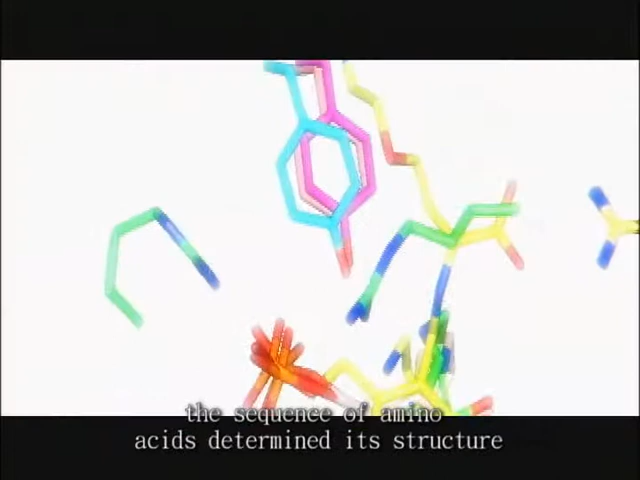 the sequence of amino
acids determined its structure